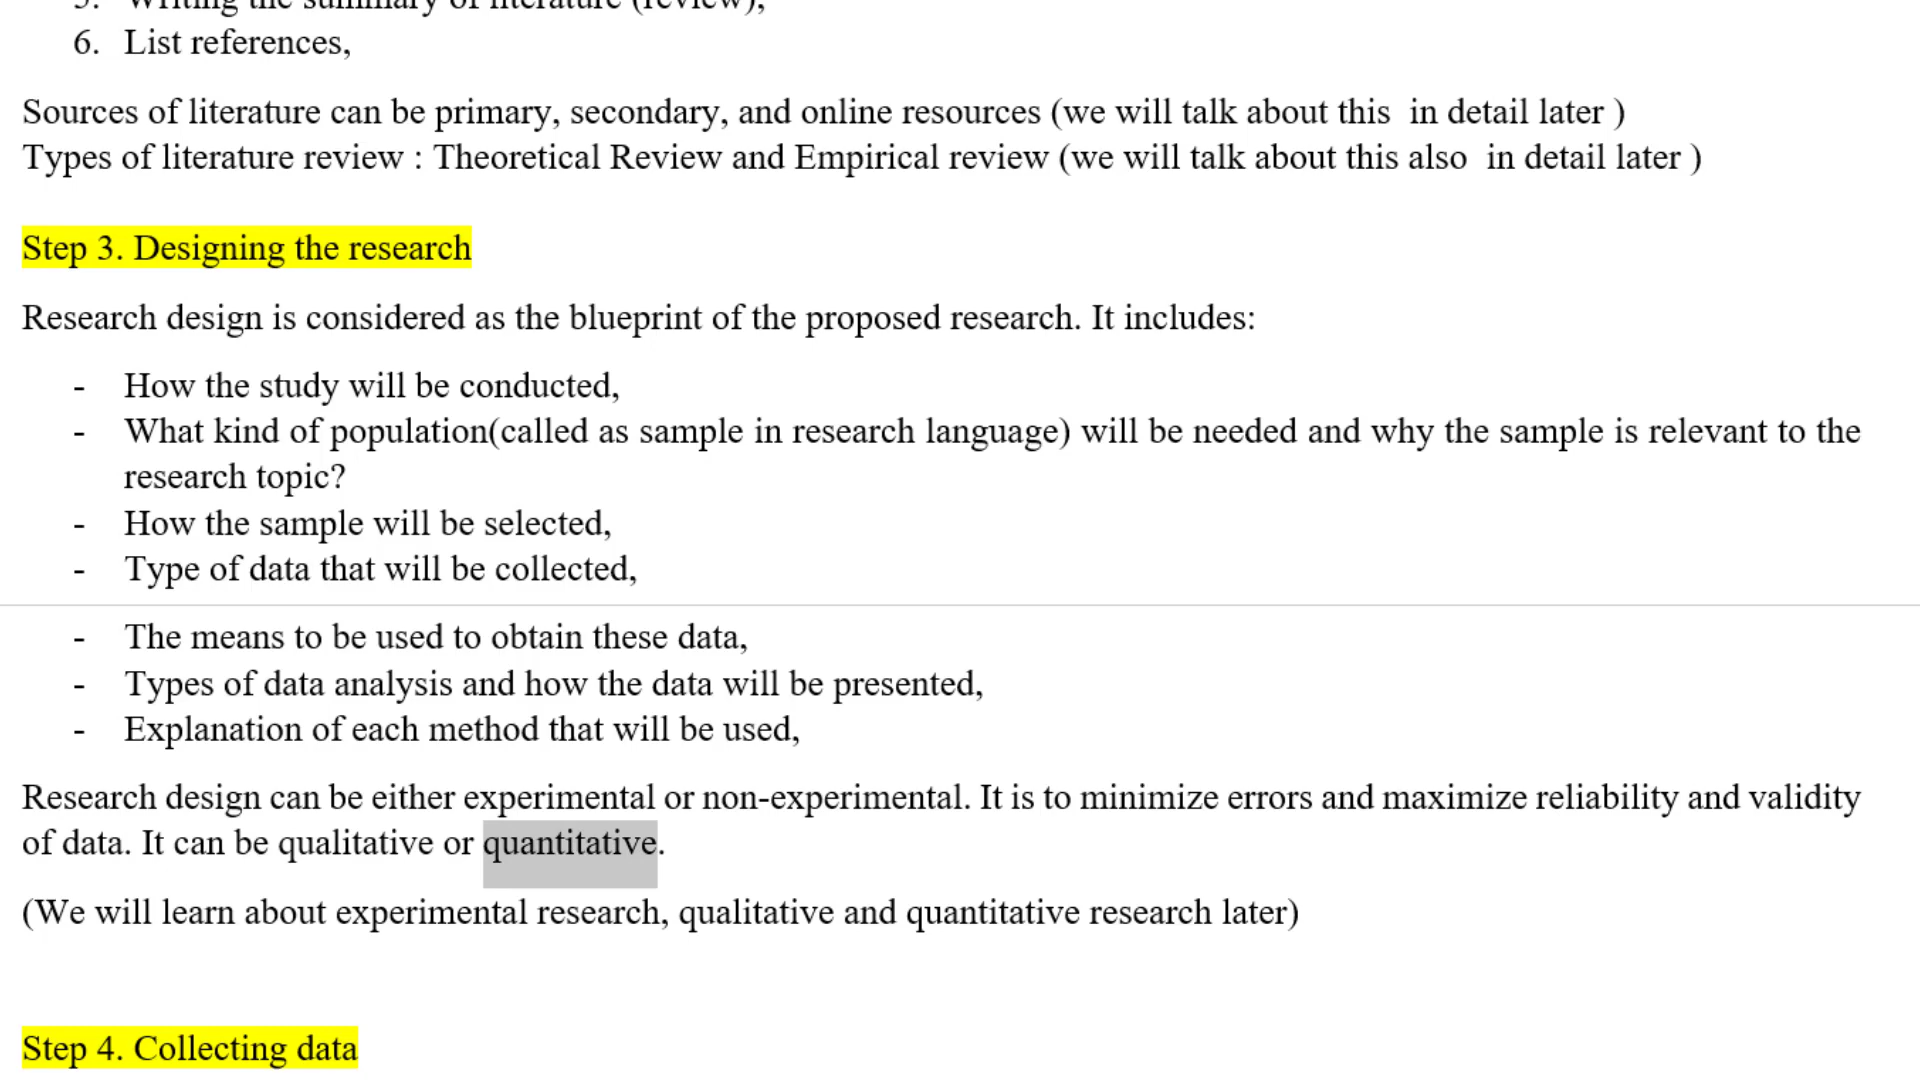 5. Writing the summary of literature (review),
6. List references,
Sources of literature can be primary, secondary, and online resources (we will talk about this  in detail later )
Types of literature review : Theoretical Review and Empirical review (we will talk about this also  in detail later )
Step 3. Designing the research
Research design is considered as the blueprint of the proposed research. It includes:
- How the study will be conducted,
- What kind of population(called as sample in research language) will be needed and why the sample is relevant to the
research topic?
- How the sample will be selected,
- Type of data that will be collected,
- The means to be used to obtain these data,
- Types of data analysis and how the data will be presented,
- Explanation of each method that will be used,
Research design can be either experimental or non-experimental. It is to minimize errors and maximize reliability and validity
of data. It can be qualitative or quantitative.
(We will learn about experimental research, qualitative and quantitative research later)
Step 4. Collecting data